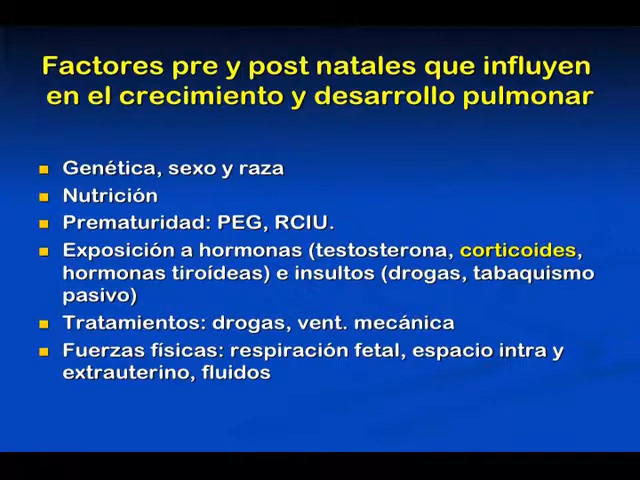 Factores pre y post natales que influyen
en el crecimiento y desarrollo pulmonar
Genética, sexo y raza
Nutrición
Prematuridad: PEG, RCIU.
Exposición a hormonas (testosterona, corticoides,
hormonas tiroídeas) e insultos (drogas, tabaquismo
pasivo)
Tratamientos: drogas, vent. mecánica
Fuerzas físicas: respiración fetal, espacio intra y
extrauterino, fluidos